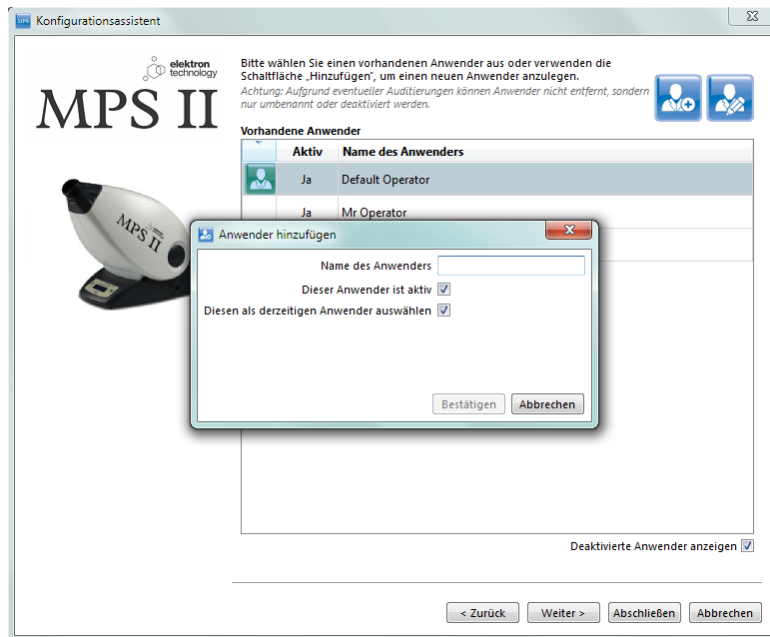 MPS
Konfigurationsassistent
elektron
technology
MPS II
MPS II
Bitte wählen Sie einen vorhandenen Anwender aus oder verwenden die
Schaltfläche „Hinzufügen“, um einen neuen Anwender anzulegen.
Achtung: Aufgrund eventueller Auditierungen können Anwender nicht entfernt, sondern
nur umbenannt oder deaktiviert werden.
Vorhandene Anwender
Aktiv Name des Anwenders
Ja Default Operator
Ja Mr Operator
Anwender hinzufügen
Name des Anwenders
Dieser Anwender ist aktiv
Diesen als derzeitigen Anwender auswählen
Bestätigen Abbrechen
Deaktivierte Anwender anzeigen
< Zurück Weiter > Abschließen Abbrechen